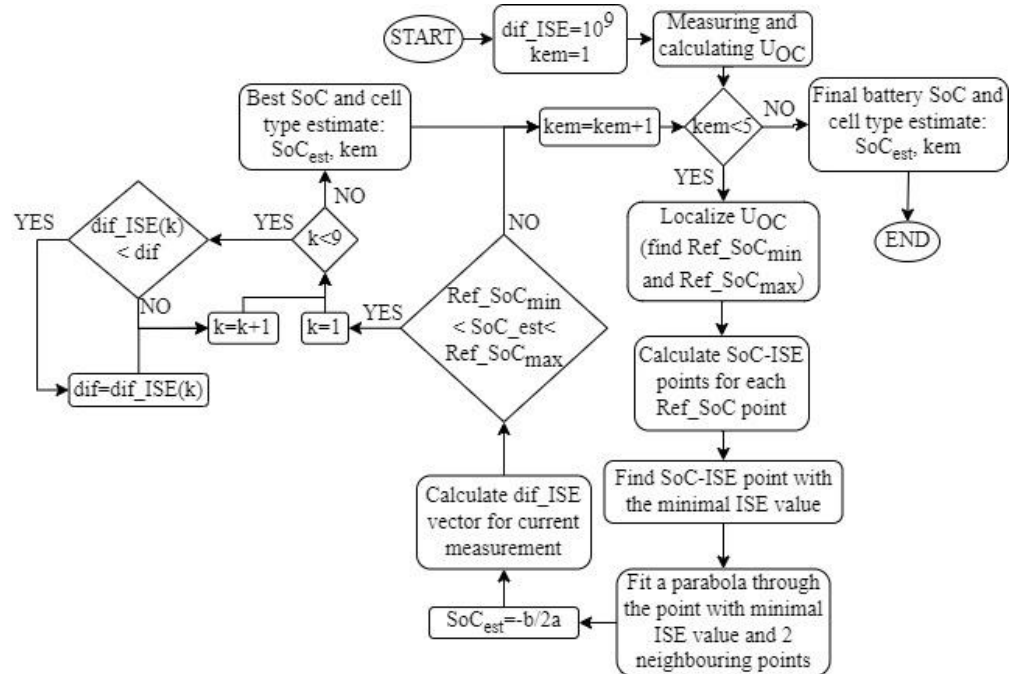 START
dif_ISE=10⁹
kem=1
Measuring and
calculating U_OC
kem<5
NO
Final battery SoC and
cell type estimate:
SoC_est, kem
END
YES
Localize U_OC
(find Ref_SoC_min
and Ref_SoC_max)
Calculate SoC-ISE
points for each
Ref_SoC point
Find SoC-ISE point with
the minimal ISE value
Fit a parabola through
the point with minimal
ISE value and 2
neighbouring points
SoC_est=-b/2a
Calculate dif_ISE
vector for current
measurement
Ref_SoC_min
< SoC_est<
Ref_SoC_max
NO
YES
kem=kem+1
k=1
k<9
NO
YES
Best SoC and cell
type estimate:
SoC_est, kem
dif_ISE(k)
< dif
YES
NO
k=k+1
dif=dif_ISE(k)